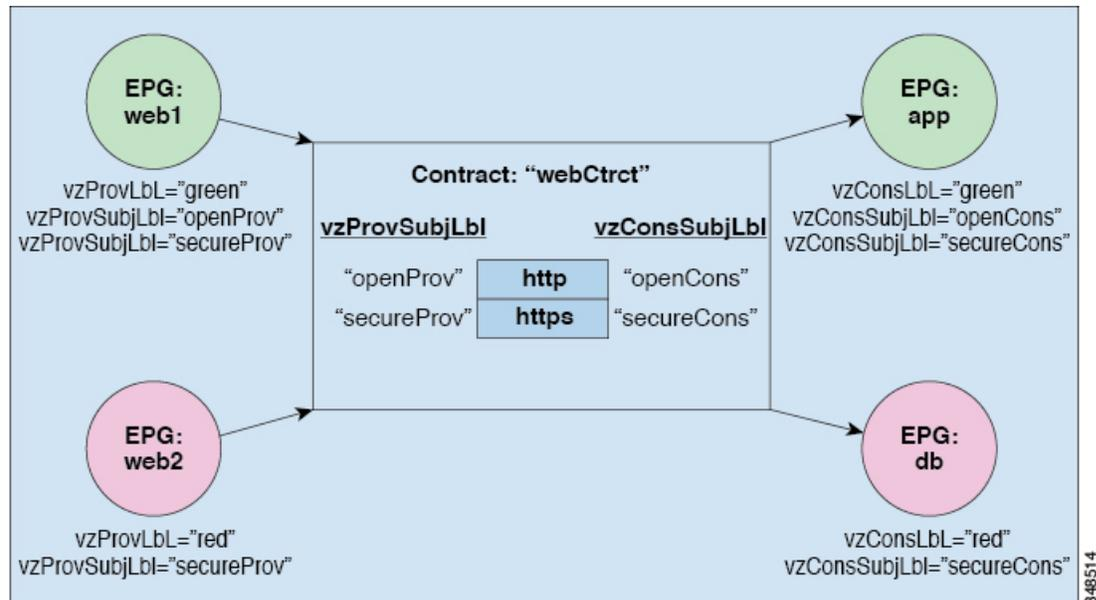 EPG:
web1
vzProvLbL=”green”
vzProvSubjLbl=”openProv”
vzProvSubjLbl=”secureProv”
EPG:
app
vzConsLbL=”green”
vzConsSubjLbl=”openCons”
vzConsSubjLbl=”secureCons”
Contract: “webCtrct”
vzProvSubjLbl vzConsSubjLbl
“openProv” http “openCons”
“secureProv” https “secureCons”
EPG:
web2
vzProvLbL=”red”
vzProvSubjLbl=”secureProv”
EPG:
db
vzConsLbL=”red”
vzConsSubjLbl=”secureCons”
348514